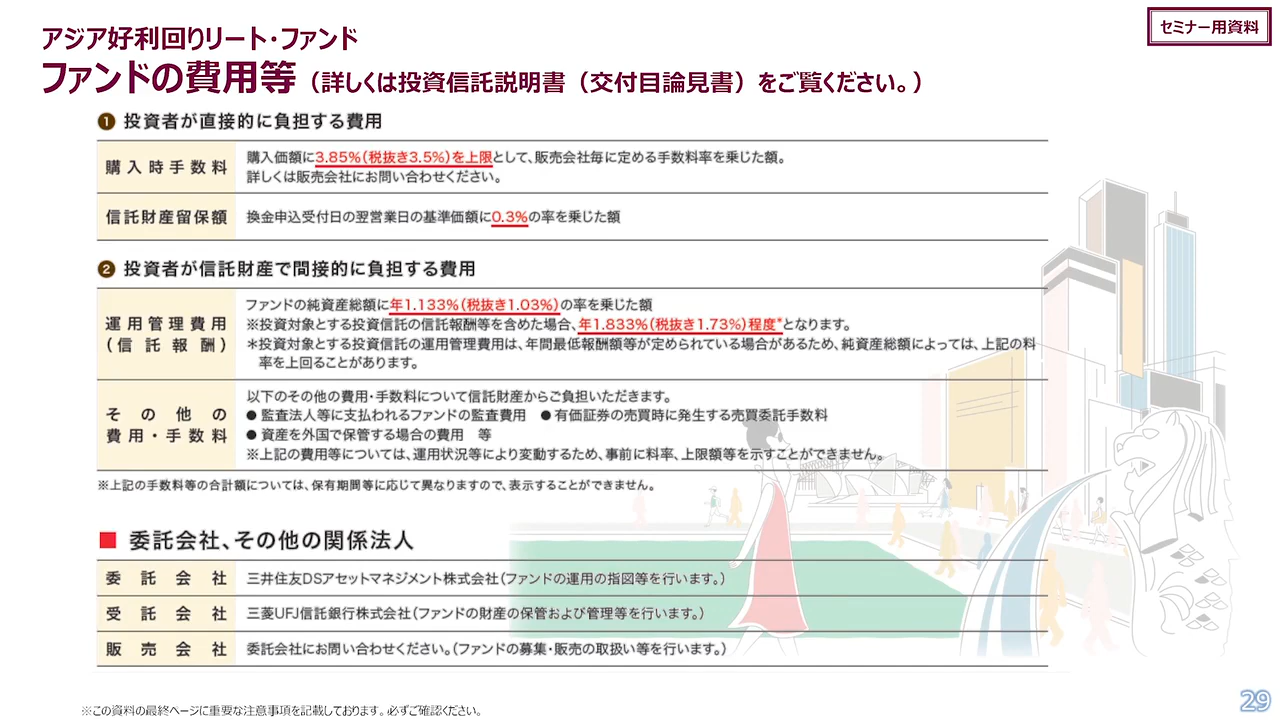 セミナー用資料
アジア好利回りリート・ファンド
ファンドの費用等（詳しくは投資信託説明書（交付目論見書）をご覧ください。）
❶ 投資者が直接的に負担する費用
購入時手数料
購入価額に3.85%（税抜き3.5%）を上限として、販売会社毎に定める手数料率を乗じた額。
詳しくは販売会社にお問い合わせください。
信託財産留保額
換金申込受付日の翌営業日の基準価額に0.3%の率を乗じた額
❷ 投資者が信託財産で間接的に負担する費用
運用管理費用
（信託報酬）
ファンドの純資産総額に年1.133%（税抜き1.03%）の率を乗じた額
※投資対象とする投資信託の信託報酬等を含めた場合、年1.833%（税抜き1.73%）程度*となります。
＊投資対象とする投資信託の運用管理費用は、年間最低報酬額等が定められている場合があるため、純資産総額によっては、上記の料
率を上回ることがあります。
その他の
費用・手数料
以下のその他の費用・手数料について信託財産からご負担いただきます。
●監査法人等に支払われるファンドの監査費用　●有価証券の売買時に発生する売買委託手数料
●資産を外国で保管する場合の費用　等
※上記の費用等については、運用状況等により変動するため、事前に料率、上限額等を示すことができません。
※上記の手数料等の合計額については、保有期間等に応じて異なりますので、表示することができません。
■ 委託会社、その他の関係法人
委託会社
三井住友DSアセットマネジメント株式会社（ファンドの運用の指図等を行います。）
受託会社
三菱UFJ信託銀行株式会社（ファンドの財産の保管および管理等を行います。）
販売会社
委託会社にお問い合わせください。（ファンドの募集・販売の取扱い等を行います。）
※この資料の最終ページに重要な注意事項を記載しております。必ずご確認ください。
29